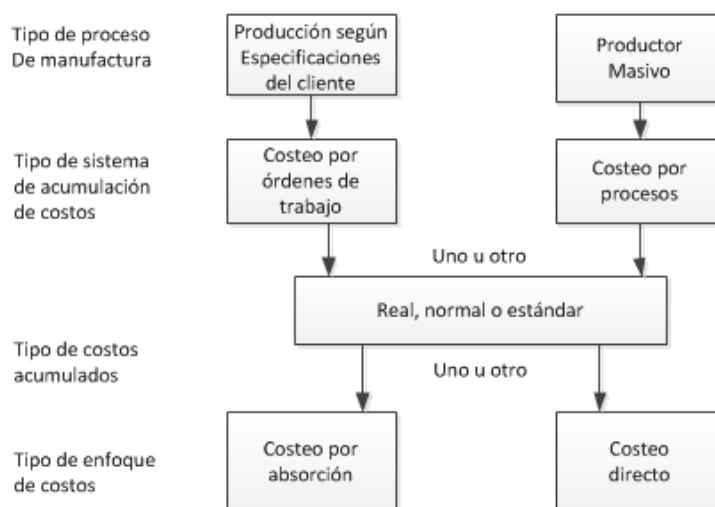 Tipo de proceso
De manufactura
Producción según
Especificaciones
del cliente
Productor
Masivo
Tipo de sistema
de acumulación
de costos
Costeo por
órdenes de
trabajo
Costeo por
procesos
Uno u otro
Real, normal o estándar
Tipo de costos
acumulados
Uno u otro
Tipo de enfoque
de costos
Costeo por
absorción
Costeo
directo